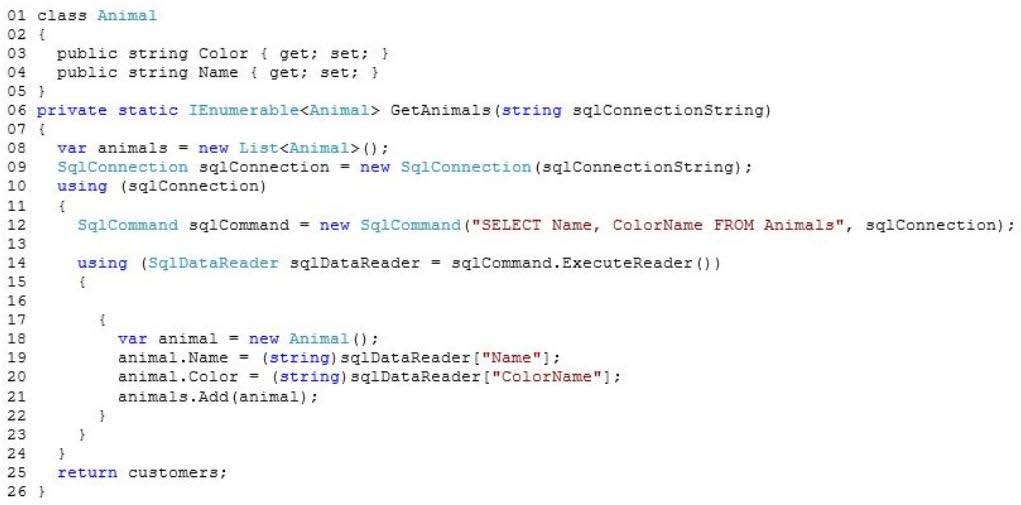 01 class Animal
02 {
03 public string Color { get; set; }
04 public string Name { get; set; }
05 }
06 private static IEnumerable<Animal> GetAnimals(string sqlConnectionString)
07 {
08 var animals = new List<Animal>();
09 SqlConnection sqlConnection = new SqlConnection(sqlConnectionString);
10 using (sqlConnection)
11 {
12 SqlCommand sqlCommand = new SqlCommand("SELECT Name, ColorName FROM Animals", sqlConnection);
13
14 using (SqlDataReader sqlDataReader = sqlCommand.ExecuteReader())
15 {
16
17 {
18 var animal = new Animal();
19 animal.Name = (string)sqlDataReader["Name"];
20 animal.Color = (string)sqlDataReader["ColorName"];
21 animals.Add(animal);
22 }
23 }
24 }
25 return customers;
26 }